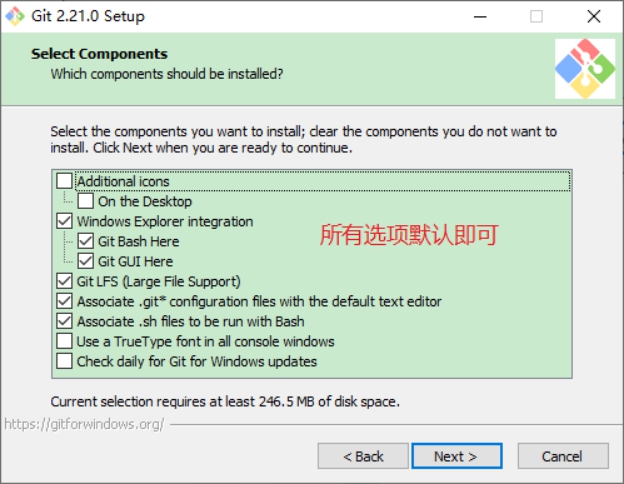 Git 2.21.0 Setup
Select Components
Which components should be installed?
Select the components you want to install; clear the components you do not want to
install. Click Next when you are ready to continue.
Additional icons
On the Desktop
Windows Explorer integration
Git Bash Here
所有选项默认即可
Git GUI Here
Git LFS (Large File Support)
Associate .git* configuration files with the default text editor
Associate .sh files to be run with Bash
Use a TrueType font in all console windows
Check daily for Git for Windows updates
Current selection requires at least 246.5 MB of disk space.
https://gitforwindows.org/
< Back
Next >
Cancel